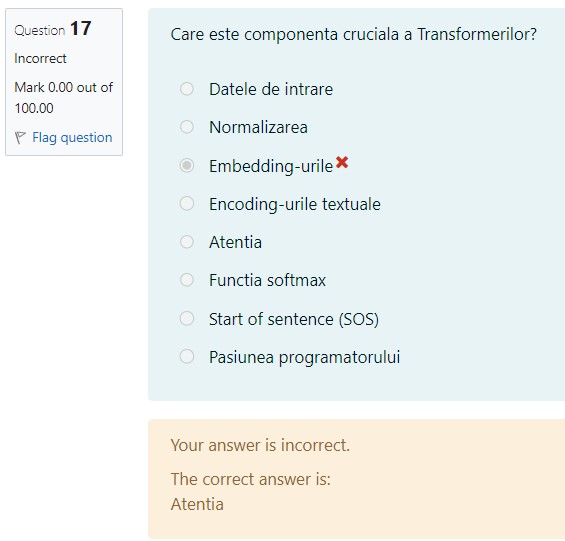 Question 17
Incorrect
Mark 0.00 out of
100.00
Flag question
Care este componenta cruciala a Transformerilor?
Datele de intrare
Normalizarea
Embedding-urile
Encoding-urile textuale
Atentia
Functia softmax
Start of sentence (SOS)
Pasiunea programatorului
Your answer is incorrect.
The correct answer is:
Atentia